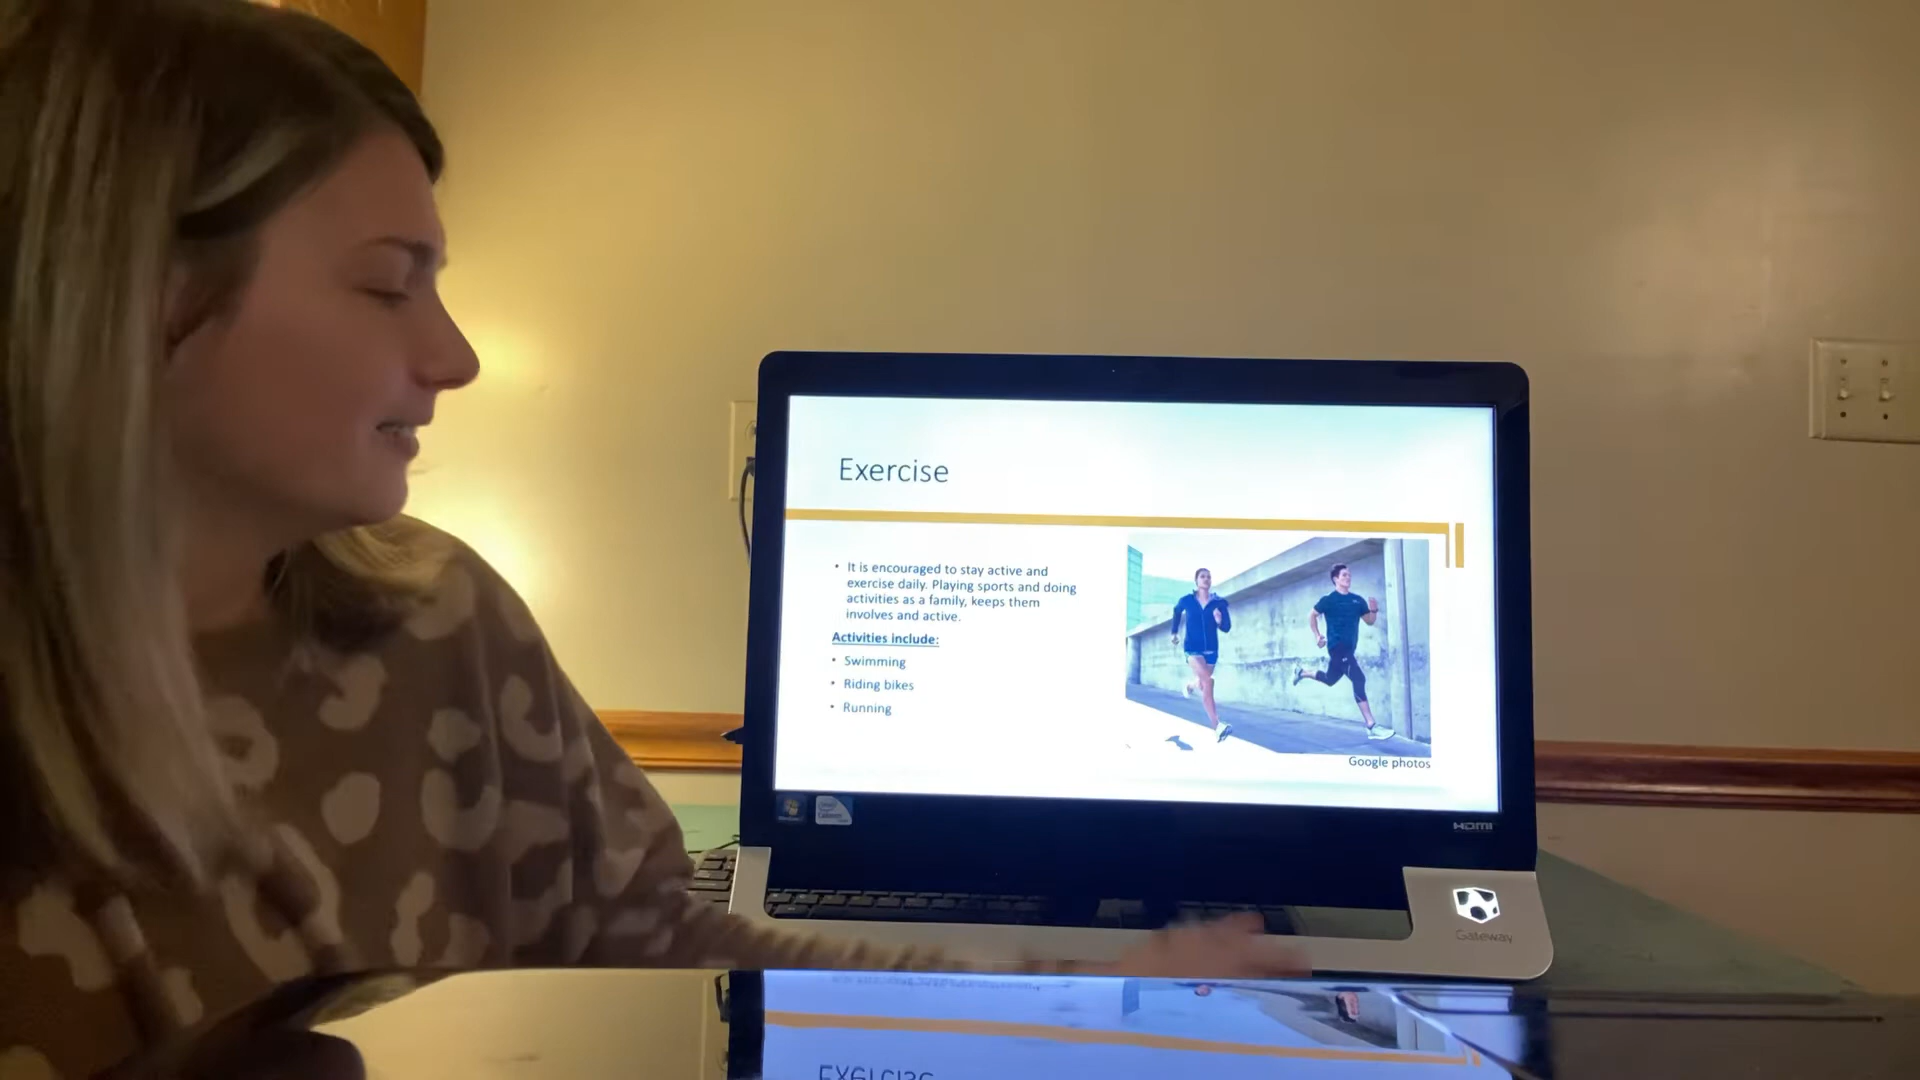 Exercise
• It is encouraged to stay active and
exercise daily. Playing sports and doing
activities as a family, keeps them
involves and active.
Activities include:
• Swimming
• Riding bikes
• Running
Google photos
HDMI
Gateway